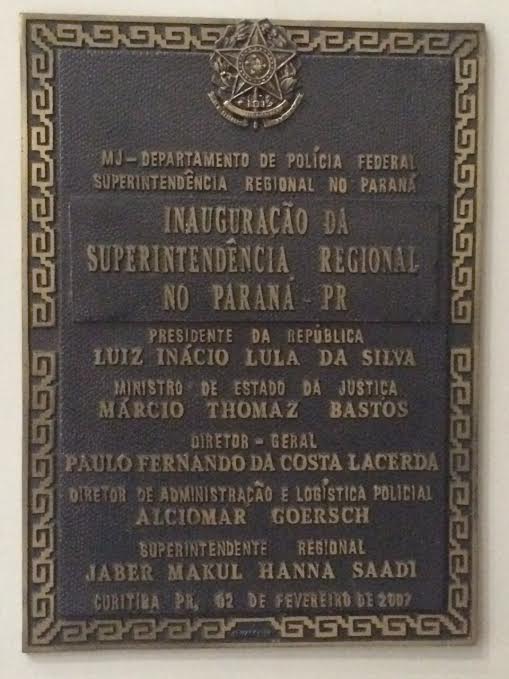 MJ - DEPARTAMENTO DE POLÍCIA FEDERAL
SUPERINTENDÊNCIA REGIONAL NO PARANÁ
INAUGURAÇÃO DA
SUPERINTENDÊNCIA REGIONAL
NO PARANÁ - PR
PRESIDENTE DA REPÚBLICA
LUIZ INÁCIO LULA DA SILVA
MINISTRO DE ESTADO DA JUSTICA
MÁRCIO THOMAZ BASTOS
DIRETOR - GERAL
PAULO FERNANDO DA COSTA LACERDA
DIRETOR DE ADMINISTRAÇÃO E LOGÍSTICA POLICIAL
ALCIOMAR GOERSCH
SUPERINTENDENTE REGIONAL
JABER MAKUL HANNA SAADI
CURITIBA PR, 02 DE FEVEREIRO DE 2007